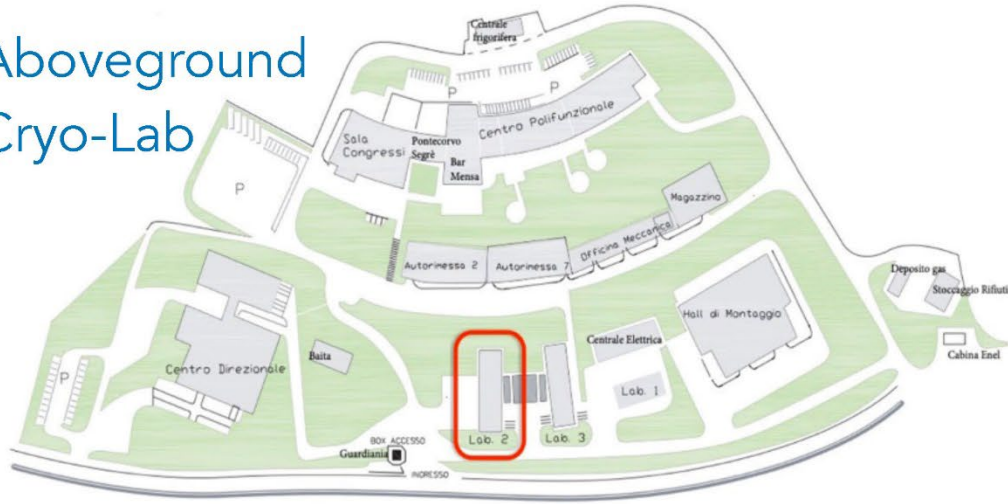 Aboveground
Cryo-Lab
Centrale
frigorifera
P
P
Centro Polifunzionale
Sala
Congressi
Pontecorvo
Segrè
Bar
Mensa
P
Magazzino
Officina Meccanica
Autorimessa 2
Autorimessa
Deposito gas
Stoccaggio Rifiuti
Cabina Enel
Hall di Montaggio
Centrale Elettrica
Baita
Centro Direzionale
P
Lab. 1
Lab. 2
Lab. 3
BOX ACCESSO
Guardiania
INGRESSO